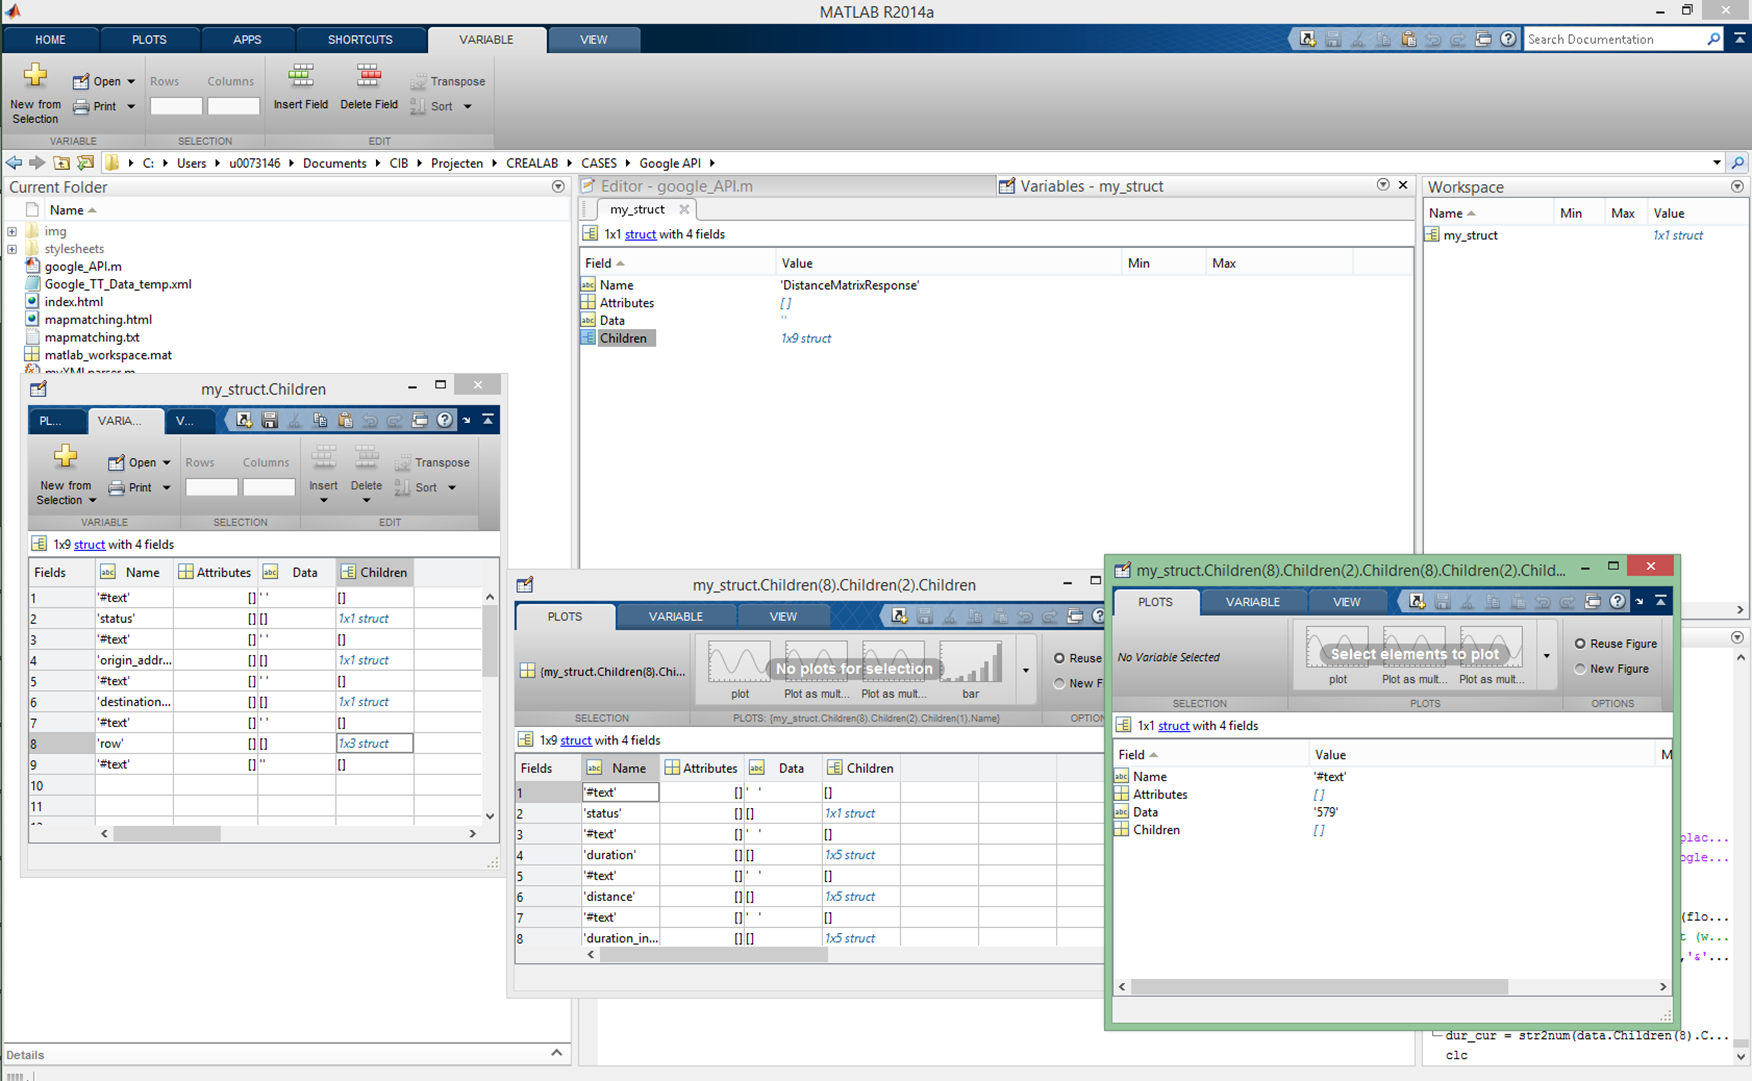 MATLAB R2014a
HOME PLOTS APPS SHORTCUTS VARIABLE VIEW
Search Documentation
New from Selection
Open
Print
Rows Columns
Insert Field
Delete Field
Transpose
Sort
VARIABLE SELECTION EDIT
C: Users u0073146 Documents CIB Projecten CREALAB CASES Google API
Current Folder
Name
img
stylesheets
google_API.m
Google_TT_Data_temp.xml
index.html
mapmatching.html
mapmatching.txt
matlab_workspace.mat
myXMLparser.m
Details
Editor - google_API.m
Variables - my_struct
my_struct
1x1 struct with 4 fields
Field Value Min Max
Name 'DistanceMatrixResponse'
Attributes []
Data ''
Children 1x9 struct
Workspace
Name Min Max Value
my_struct 1x1 struct
my_struct.Children
PL... VARIA... V...
New from Selection
Open
Print
Rows Columns
Insert
Delete
Transpose
Sort
VARIABLE SELECTION EDIT
1x9 struct with 4 fields
Fields Name Attributes Data Children
1 '#text' [] ' ' []
2 'status' [] [] 1x1 struct
3 '#text' [] ' ' []
4 'origin_addr... [] [] 1x1 struct
5 '#text' [] ' ' []
6 'destination... [] [] 1x1 struct
7 '#text' [] ' ' []
8 'row' [] [] 1x3 struct
9 '#text' [] '' []
10
11
my_struct.Children(8).Children(2).Children
PLOTS VARIABLE VIEW
{my_struct.Children(8).Chi...
No plots for selection
plot Plot as mult... Plot as mult... bar
Reuse
New F
SELECTION PLOTS: {my_struct.Children(8).Children(2).Children(1).Name} OPTION
1x9 struct with 4 fields
Fields Name Attributes Data Children
1 '#text' [] ' ' []
2 'status' [] [] 1x1 struct
3 '#text' [] ' ' []
4 'duration' [] [] 1x5 struct
5 '#text' [] ' ' []
6 'distance' [] [] 1x5 struct
7 '#text' [] ' ' []
8 'duration_in... [] [] 1x5 struct
my_struct.Children(8).Children(2).Children(8).Children(2).Child...
PLOTS VARIABLE VIEW
No Variable Selected
Select elements to plot
plot Plot as mult... Plot as mult...
Reuse Figure
New Figure
SELECTION PLOTS OPTIONS
1x1 struct with 4 fields
Field Value M
Name '#text'
Attributes []
Data '579'
Children []
plac...
ogle...
(flo...
t (w...
,'&'...
dur_cur = str2num(data.Children(8).C...
clc